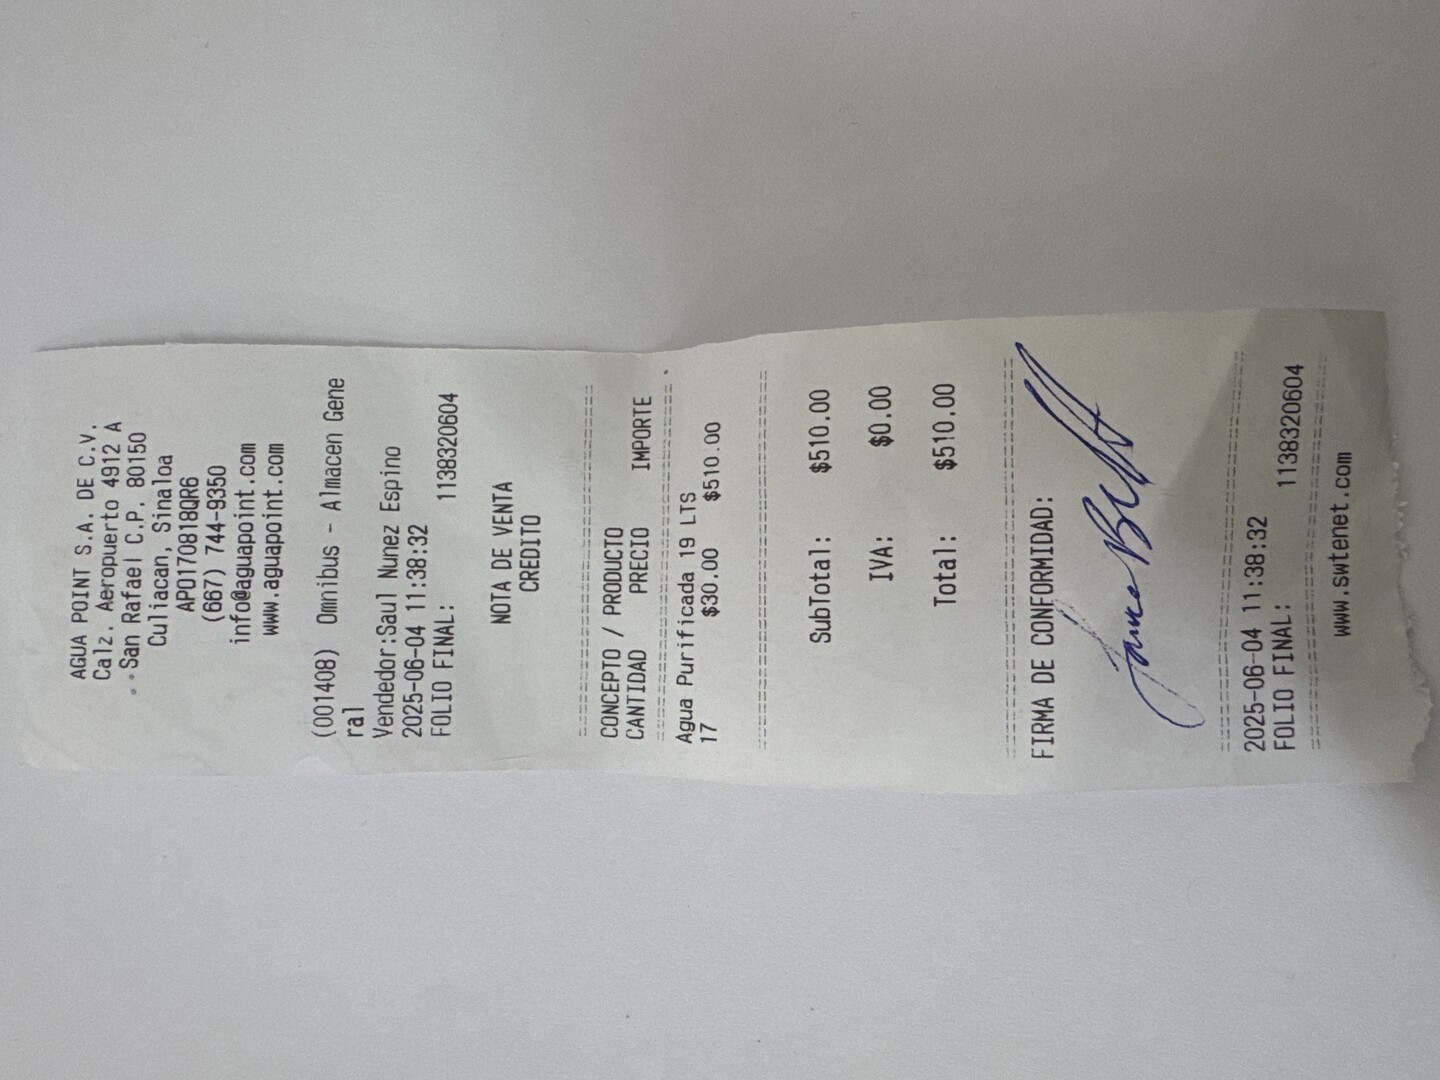 AGUA POINT S.A. DE C.V.
Calz. Aeropuerto 4912 A
San Rafael C.P. 80150
Culiacan, Sinaloa
APO170818QR6
(667) 744-9350
info@aguapoint.com
www.aguapoint.com
(001408) Omnibus - Almacen Gene
ral
Vendedor:Saul Nunez Espino
2025-06-04 11:38:32
FOLIO FINAL: 1138320604
NOTA DE VENTA
CREDITO
CONCEPTO / PRODUCTO
CANTIDAD PRECIO IMPORTE
Agua Purificada 19 LTS
17 $30.00 $510.00
SubTotal: $510.00
IVA: $0.00
Total: $510.00
FIRMA DE CONFORMIDAD:
2025-06-04 11:38:32
FOLIO FINAL: 1138320604
www.swtenet.com